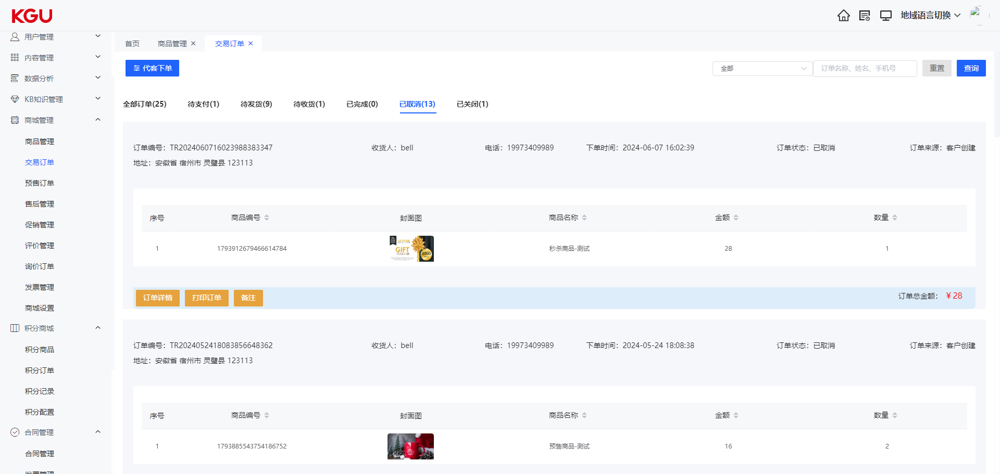 KGU
地域语言切换
用户管理
内容管理
数据分析
KB知识管理
商城管理
商品管理
交易订单
预售订单
售后管理
促销管理
评价管理
询价订单
发票管理
商城设置
积分商城
积分商品
积分订单
积分记录
积分配置
合同管理
合同管理
发票管理
首页 商品管理 交易订单
代客下单 全部 订单名称、姓名、手机号 重置 查询
全部订单(25) 待支付(1) 待发货(9) 待收货(1) 已完成(0) 已取消(13) 已关闭(1)
订单编号：TR2024060716023988383347 收货人：bell 电话：19973409989 下单时间：2024-06-07 16:02:39 订单状态：已取消 订单来源：客户创建
地址：安徽省 宿州市 灵璧县 123113
序号 商品编号 封面图 商品名称 金额 数量
1 1793912679466614784 GIFT VOUCHER $800 秒杀商品-测试 28 1
订单详情 打印订单 备注 订单总金额： ￥28
订单编号：TR2024052418083856648362 收货人：bell 电话：19973409989 下单时间：2024-05-24 18:08:38 订单状态：已取消 订单来源：客户创建
地址：安徽省 宿州市 灵璧县 123113
序号 商品编号 封面图 商品名称 金额 数量
1 1793885543754186752 预售商品-测试 16 2